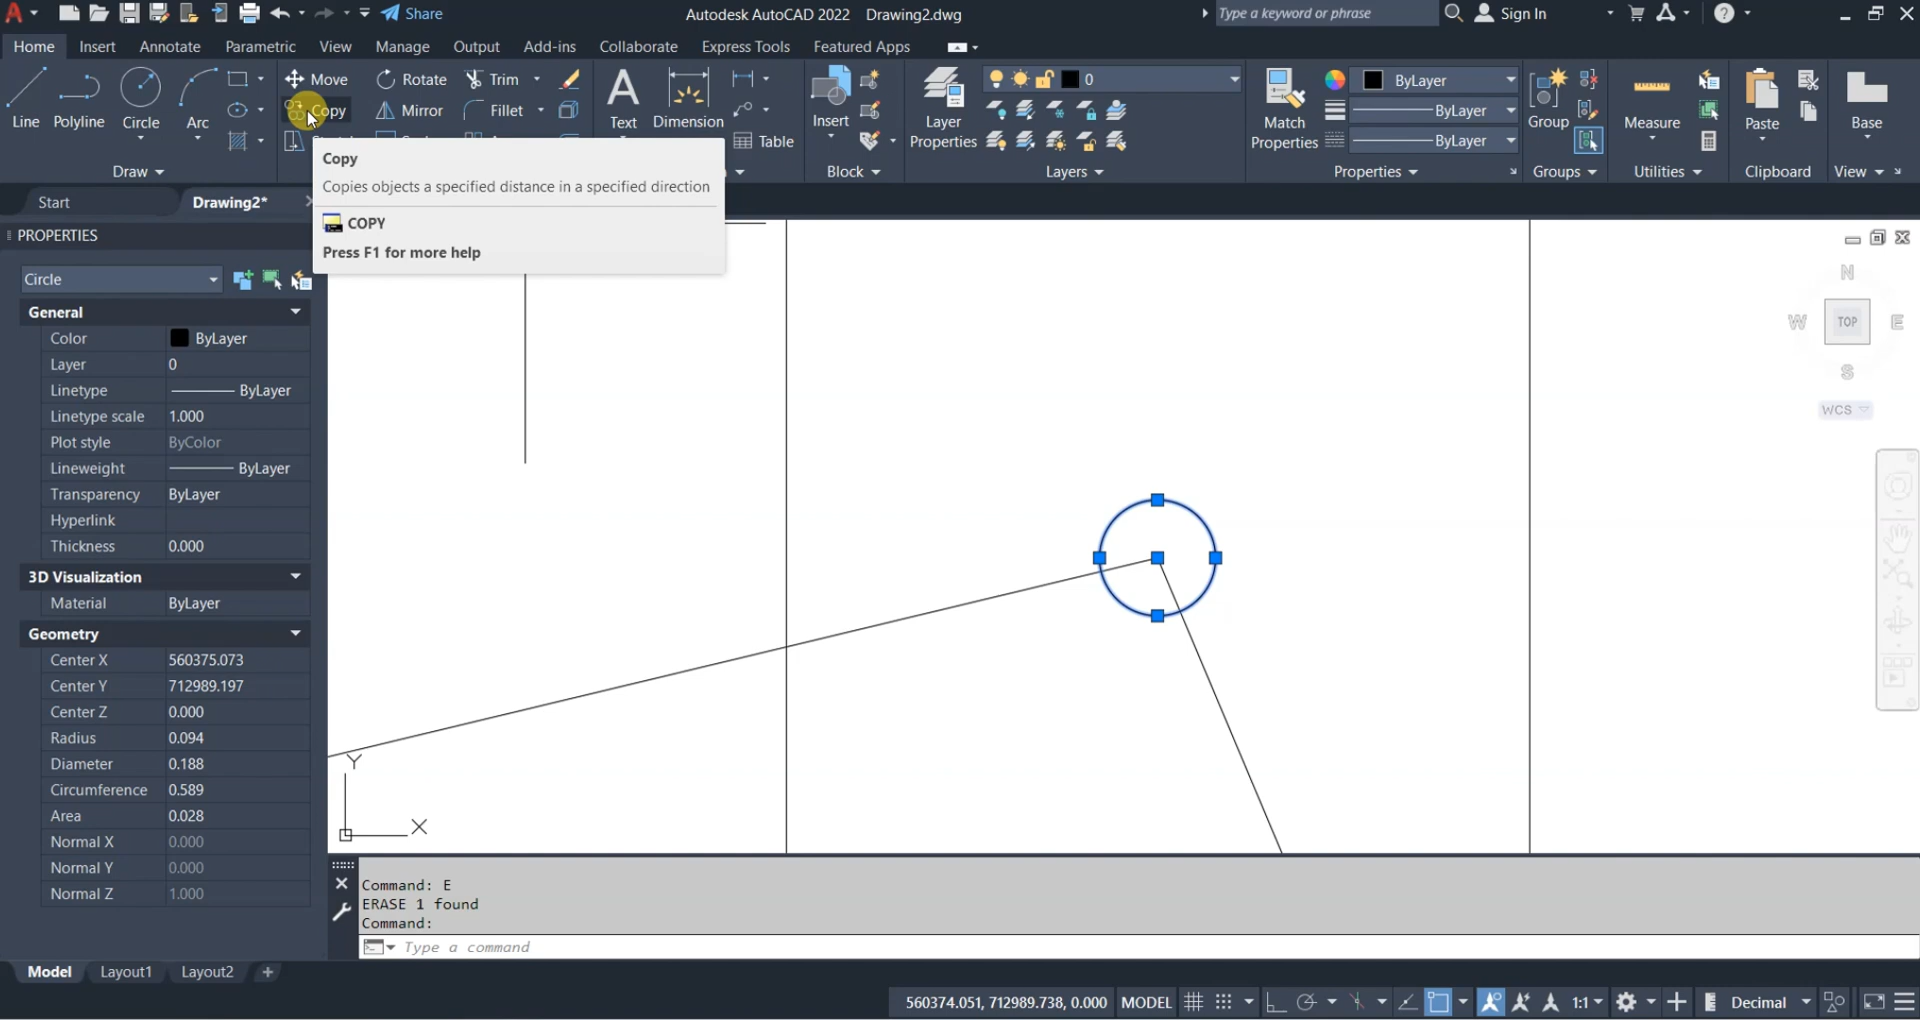 Share
Autodesk AutoCAD 2022 Drawing2.dwg
Type a keyword or phrase
Sign In
Home Insert Annotate Parametric View Manage Output Add-ins Collaborate Express Tools Featured Apps
Line
Polyline
Circle
Arc
Move
Rotate
Trim
Copy
Mirror
Fillet
Text
Dimension
Table
Insert
Layer
Properties
0
Match
Properties
ByLayer
ByLayer
ByLayer
Group
Measure
Paste
Base
Draw
Block
Layers
Properties
Groups
Utilities
Clipboard
View
Copy
Copies objects a specified distance in a specified direction
COPY
Press F1 for more help
Start
Drawing2*
PROPERTIES
Circle
General
Color ByLayer
Layer 0
Linetype ByLayer
Linetype scale 1.000
Plot style ByColor
Lineweight ByLayer
Transparency ByLayer
Hyperlink
Thickness 0.000
3D Visualization
Material ByLayer
Geometry
Center X 560375.073
Center Y 712989.197
Center Z 0.000
Radius 0.094
Diameter 0.188
Circumference 0.589
Area 0.028
Normal X 0.000
Normal Y 0.000
Normal Z 1.000
N
W
TOP
E
S
WCS
Y
X
Command: E
ERASE 1 found
Command:
Type a command
Model Layout1 Layout2
560374.051, 712989.738, 0.000 MODEL 1:1 Decimal